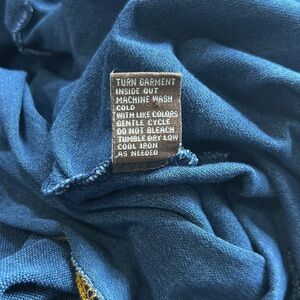 TURN GARMENT
INSIDE OUT
MACHINE WASH
COLD
WITH LIKE COLORS
GENTLE CYCLE
DO NOT BLEACH
TUMBLE DRY LOW
COOL IRON
AS NEEDED